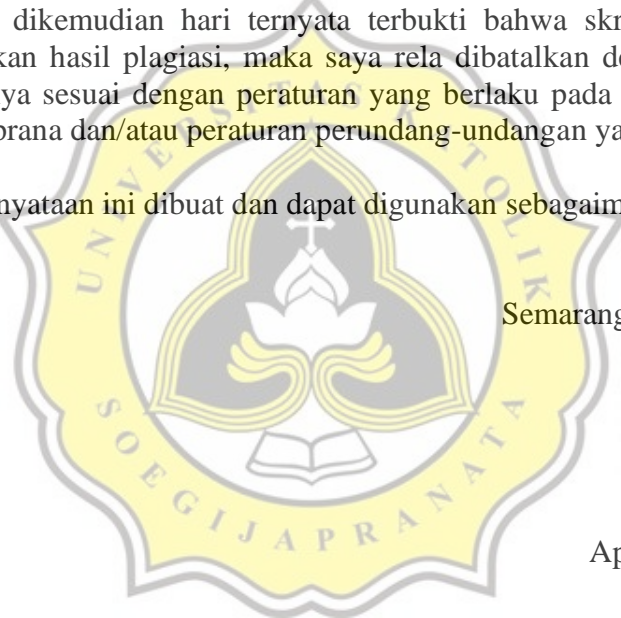 dikemudian hari ternyata terbukti bahwa skr
kan hasil plagiasi, maka saya rela dibatalkan de
ya sesuai dengan peraturan yang berlaku pada
prana dan/atau peraturan perundang-undangan ya
nyataan ini dibuat dan dapat digunakan sebagaim
Semarang
UNIVERSITAS KATOLIK
SOEGIJAPRANATA
Ap